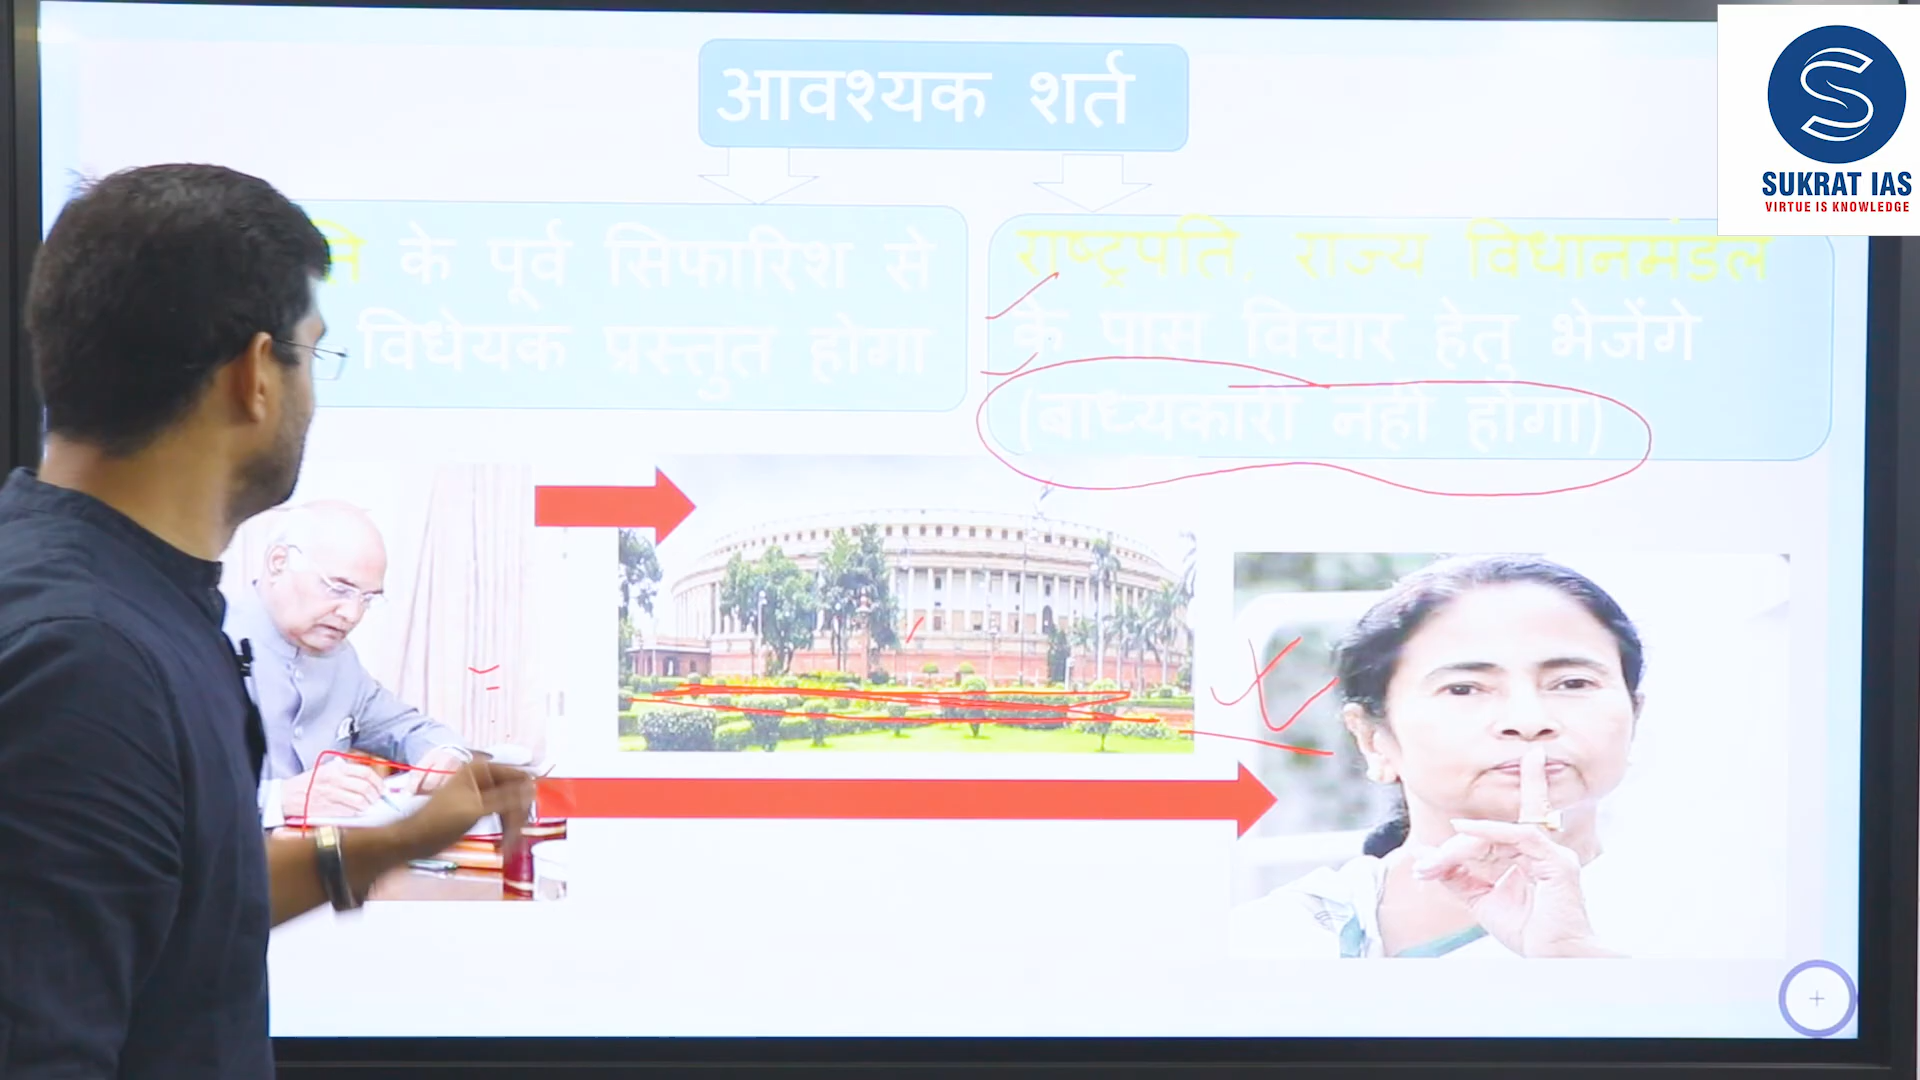 आवश्यक शर्त
के पूर्व सिफारिश से
विधेयक प्रस्तुत होगा
राष्ट्रपति, राज्य विधानमंडल
के पास विचार हेतु भेजेंगे
(बाध्यकारी नही होगा)
SUKRAT IAS
VIRTUE IS KNOWLEDGE